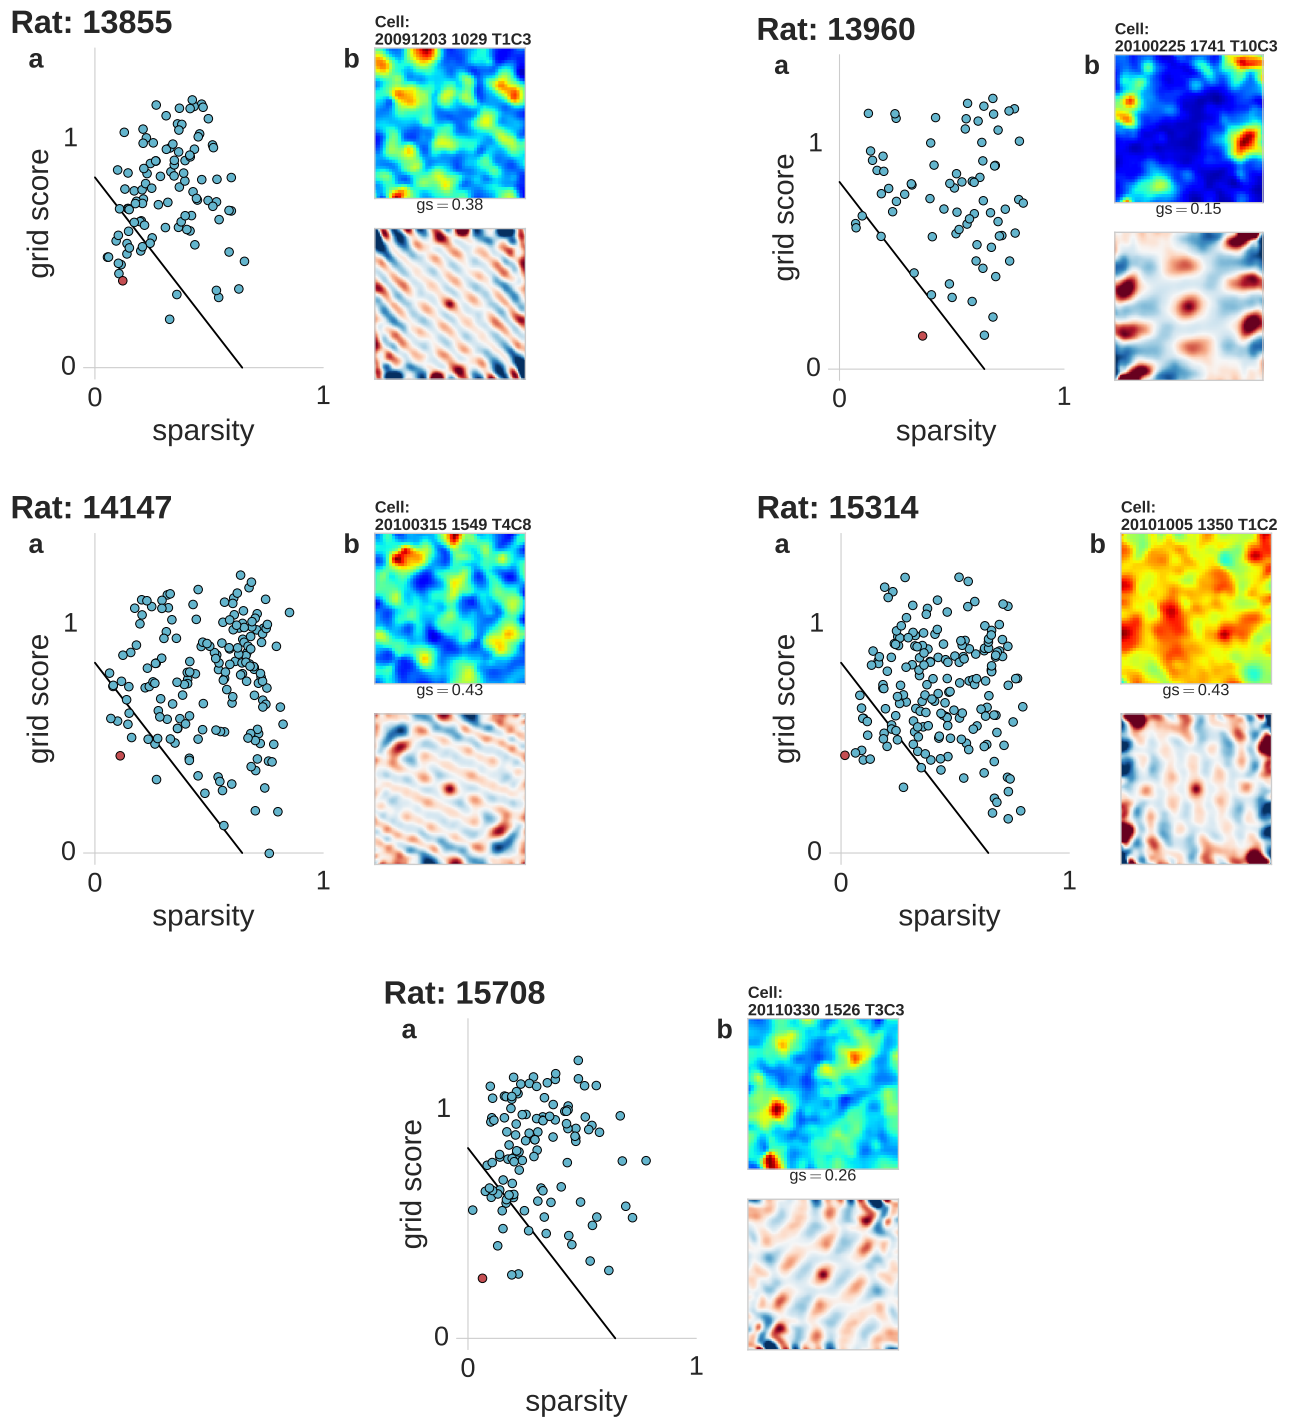 Rat: 13855
a
grid score
1
0
0
1
sparsity
b
Cell:
20091203 1029 T1C3
gs = 0.38
Rat: 13960
a
grid score
1
0
0
1
sparsity
b
Cell:
20100225 1741 T10C3
gs = 0.15
Rat: 14147
a
grid score
1
0
0
1
sparsity
b
Cell:
20100315 1549 T4C8
gs = 0.43
Rat: 15314
a
grid score
1
0
0
1
sparsity
b
Cell:
20101005 1350 T1C2
gs = 0.43
Rat: 15708
a
grid score
1
0
0
1
sparsity
b
Cell:
20110330 1526 T3C3
gs = 0.26